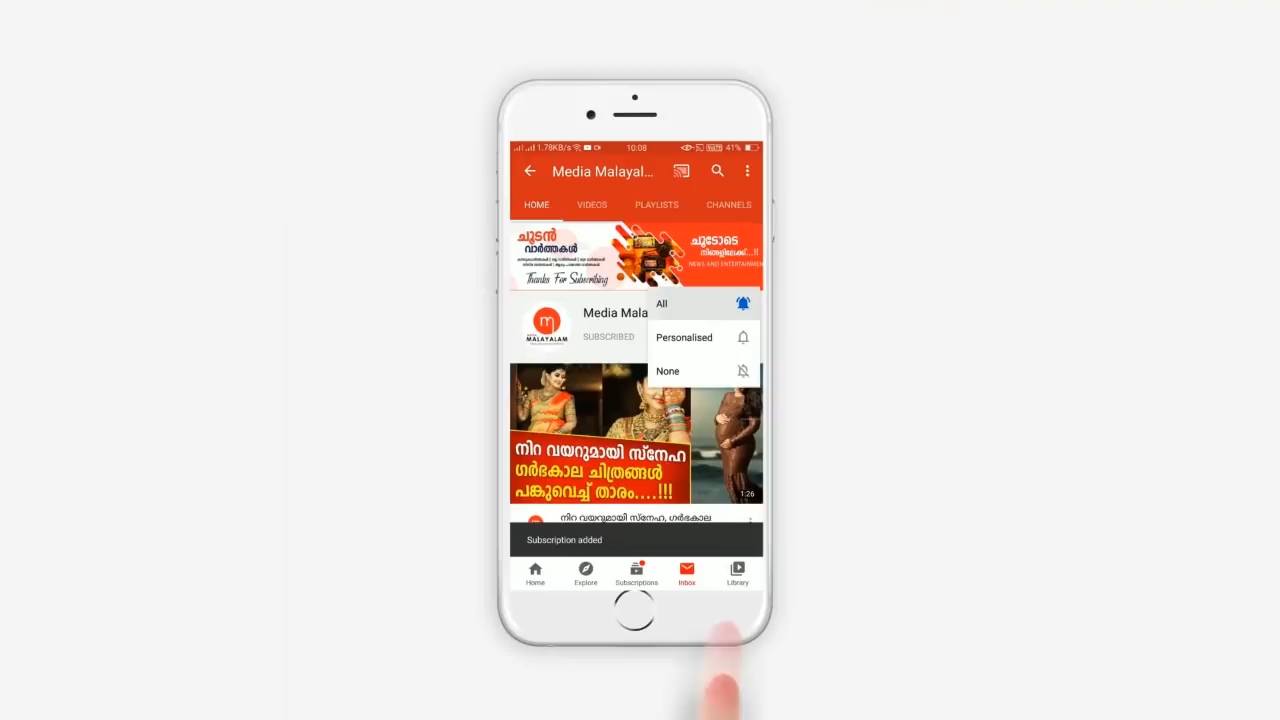 1.78KB/s 10:08 41%
Media Malayal...
HOME VIDEOS PLAYLISTS CHANNELS
ചൂടൻ
വാർത്തകൾ
Thanks For Subscribing
ചൂടോടെ
നിങ്ങളിലേക്ക്...!!
NEWS AND ENTERTAINMEN
Media Mala
SUBSCRIBED
m
MALAYALAM
All
Personalised
None
നിറ വയറുമായി സ്നേഹ
ഗർഭകാല ചിത്രങ്ങൾ
പങ്കുവെച്ച് താരം....!!!
1:26
നിറ വയറുമായി സ്നേഹ, ഗർഭകാല
Subscription added
Home Explore Subscriptions Inbox Library